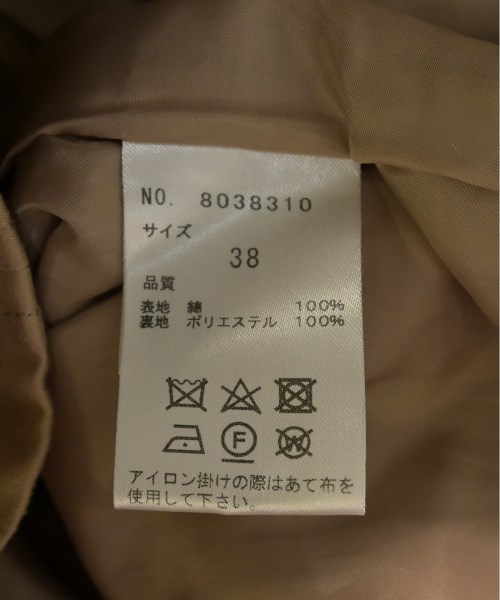 NO. 8038310
サイズ
38
品質
表地 綿 100%
裏地 ポリエステル 100%
F W
アイロン掛けの際はあて布を
使用して下さい。